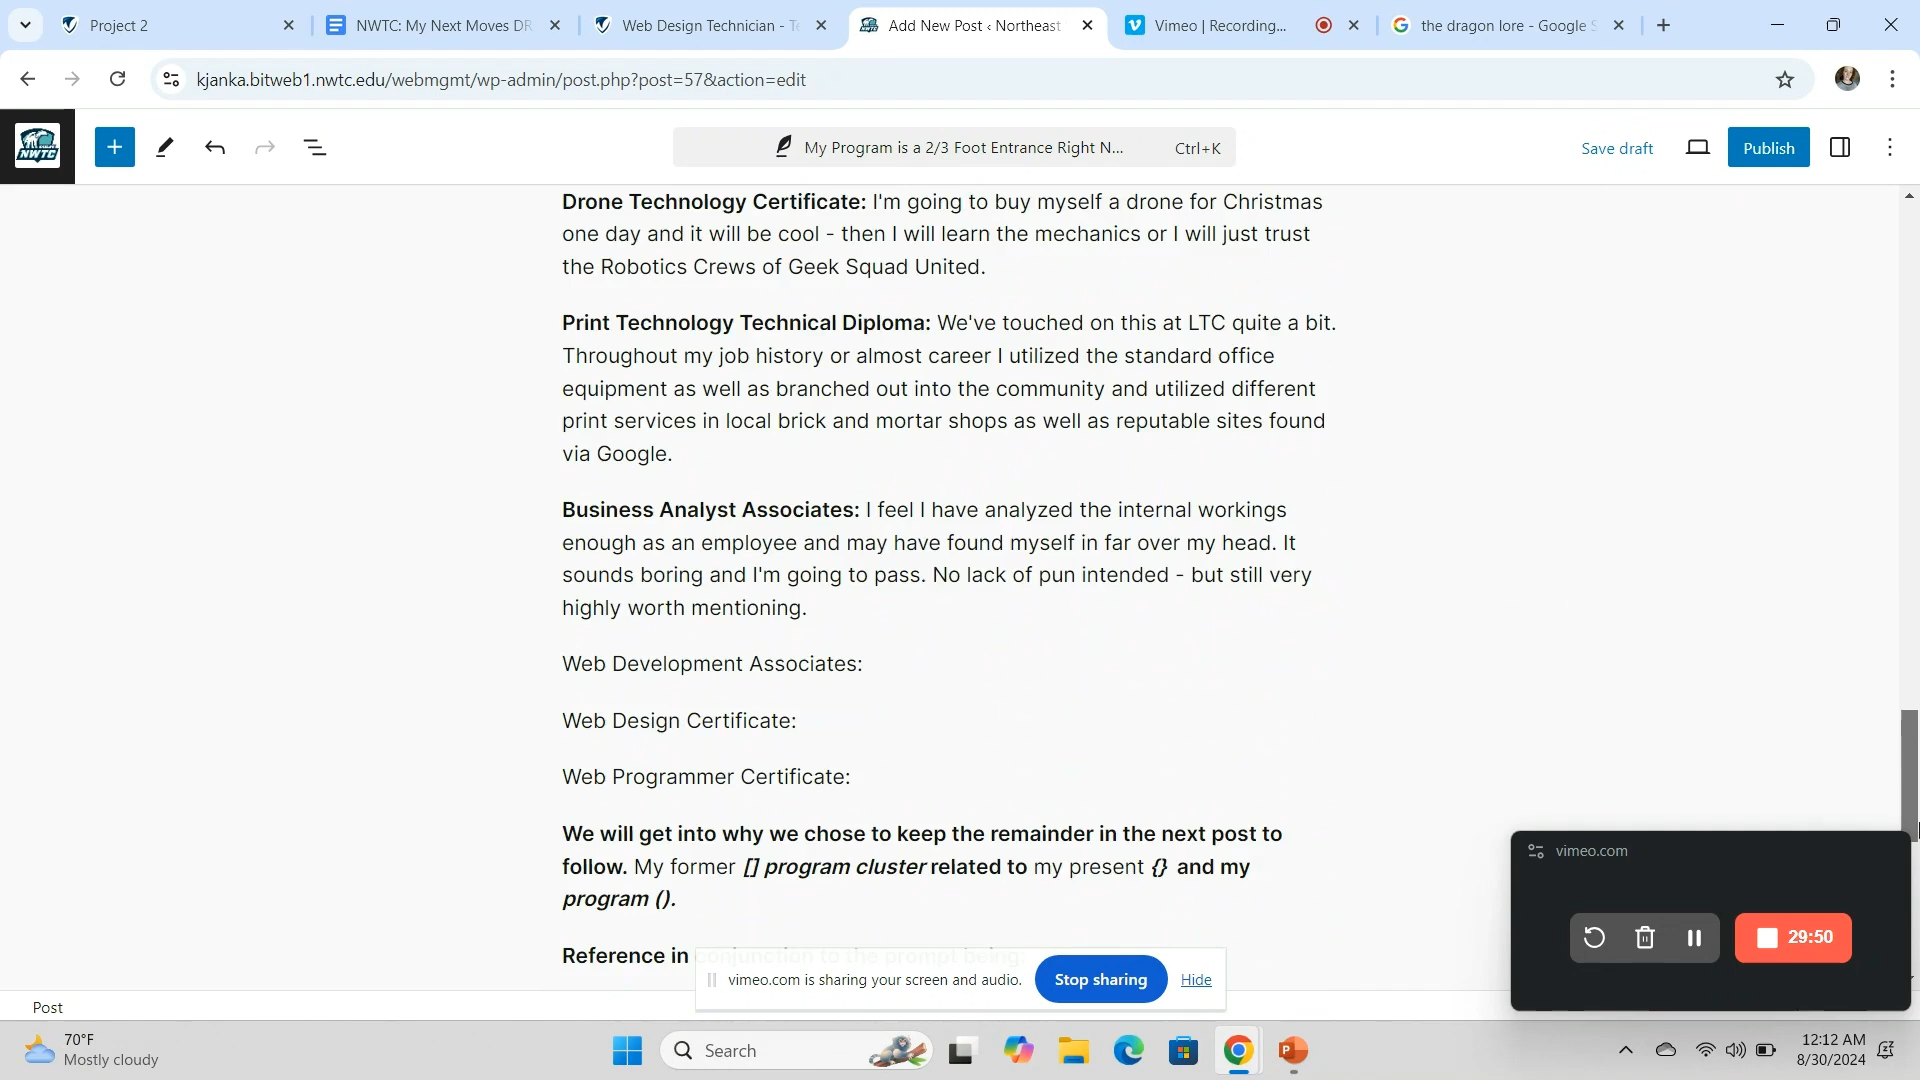 Project 2
NWTC: My Next Moves DR
Web Design Technician - Te
Add New Post ‹ Northeast
Vimeo | Recording...
the dragon lore - Google S
kjanka.bitweb1.nwtc.edu/webmgmt/wp-admin/post.php?post=57&action=edit
NWTC
My Program is a 2/3 Foot Entrance Right N... Ctrl+K
Save draft
Publish
Drone Technology Certificate: I'm going to buy myself a drone for Christmas
one day and it will be cool - then I will learn the mechanics or I will just trust
the Robotics Crews of Geek Squad United.
Print Technology Technical Diploma: We've touched on this at LTC quite a bit.
Throughout my job history or almost career I utilized the standard office
equipment as well as branched out into the community and utilized different
print services in local brick and mortar shops as well as reputable sites found
via Google.
Business Analyst Associates: I feel I have analyzed the internal workings
enough as an employee and may have found myself in far over my head. It
sounds boring and I'm going to pass. No lack of pun intended - but still very
highly worth mentioning.
Web Development Associates:
Web Design Certificate:
Web Programmer Certificate:
We will get into why we chose to keep the remainder in the next post to
follow. My former [] program cluster related to my present {} and my
program ().
Reference in conjunction to the prompt being:
vimeo.com is sharing your screen and audio.
Stop sharing
Hide
vimeo.com
29:50
Post
70°F
Mostly cloudy
Search
12:12 AM
8/30/2024